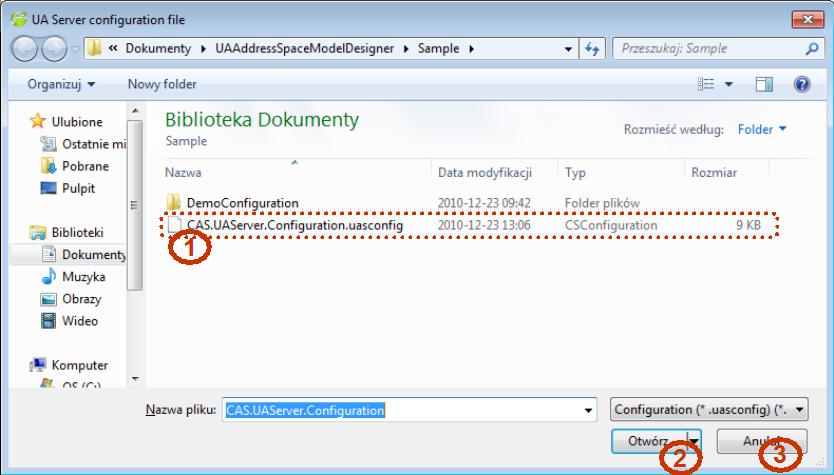 UA Server configuration file
« Dokumenty UAAddressSpaceModelDesigner Sample
Przeszukaj: Sample
Organizuj Nowy folder
Ulubione
Ostatnie mi
Pobrane
Pulpit
Biblioteki
Dokumenty
Muzyka
Obrazy
Wideo
Komputer
OS (C:)
Biblioteka Dokumenty
Sample
Rozmieść według: Folder
Nazwa Data modyfikacji Typ Rozmiar
DemoConfiguration 2010-12-23 09:42 Folder plików
CAS.UAServer.Configuration.uasconfig 2010-12-23 13:06 CSConfiguration 9 KB
1
Nazwa pliku: CAS.UAServer.Configuration
Configuration (* .uasconfig) (*.
Otwórz Anuluj
2 3